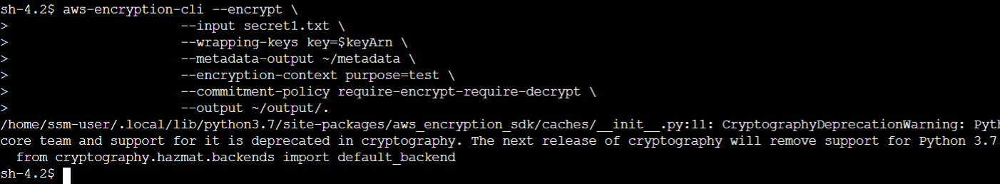 sh-4.2$ aws-encryption-cli --encrypt \
> --input secret1.txt \
> --wrapping-keys key=$keyArn \
> --metadata-output ~/metadata \
> --encryption-context purpose=test \
> --commitment-policy require-encrypt-require-decrypt \
> --output ~/output/.
/home/ssm-user/.local/lib/python3.7/site-packages/aws_encryption_sdk/caches/__init__.py:11: CryptographyDeprecationWarning: Pyth
core team and support for it is deprecated in cryptography. The next release of cryptography will remove support for Python 3.7.
from cryptography.hazmat.backends import default_backend
sh-4.2$